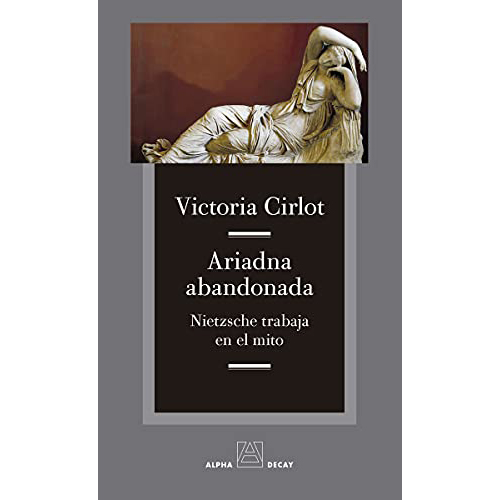 Victoria Cirlot
Ariadna
abandonada
Nietzsche trabaja
en el mito
ALPHA DECAY